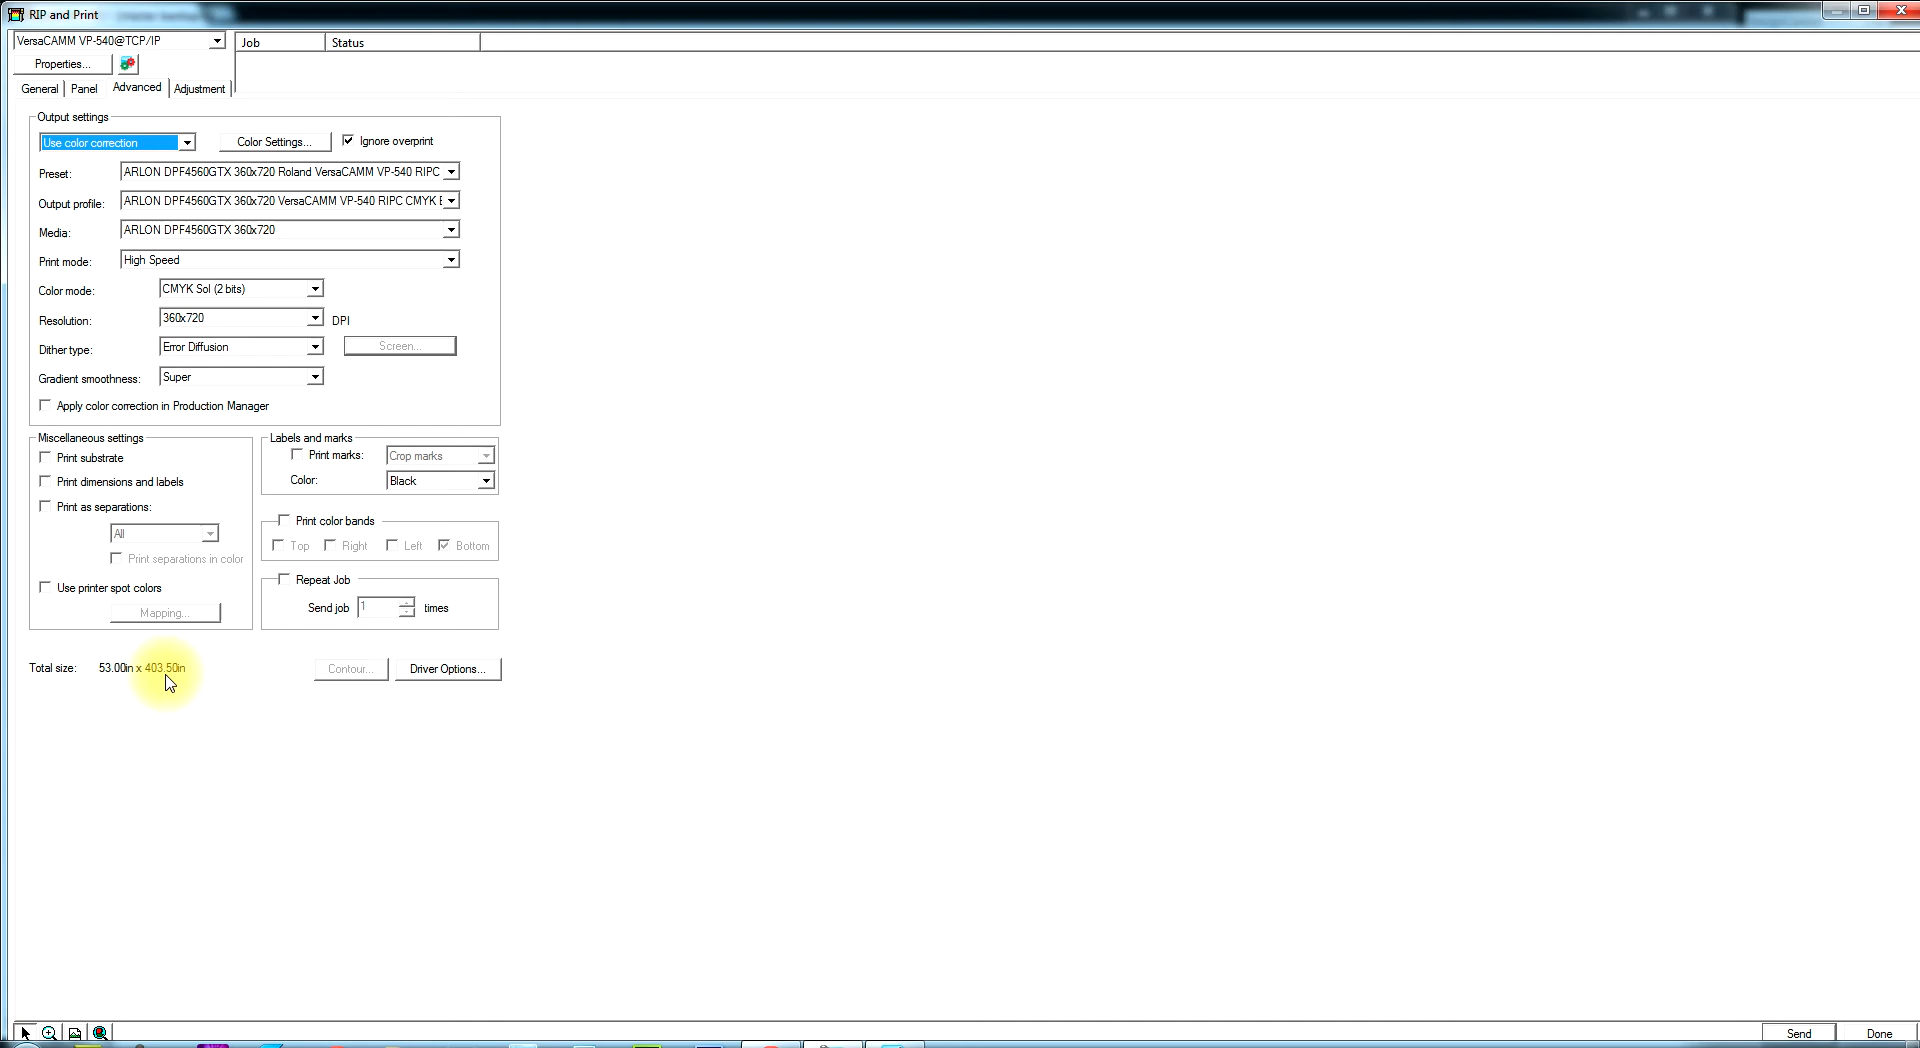 RIP and Print
VersaCAMM VP-540@TCP/IP
Job
Status
Properties...
General
Panel
Advanced
Adjustment
Output settings
Use color correction
Color Settings...
Ignore overprint
Preset:
ARLON DPF4560GTX 360x720 Roland VersaCAMM VP-540 RIPC
Output profile:
ARLON DPF4560GTX 360x720 VersaCAMM VP-540 RIPC CMYK
Media:
ARLON DPF4560GTX 360x720
Print mode:
High Speed
Color mode:
CMYK Sol (2 bits)
Resolution:
360x720
DPI
Dither type:
Error Diffusion
Screen...
Gradient smoothness:
Super
Apply color correction in Production Manager
Miscellaneous settings
Print substrate
Print dimensions and labels
Print as separations:
All
Print separations in color
Use printer spot colors
Mapping...
Labels and marks
Print marks:
Crop marks
Color:
Black
Print color bands
Top
Right
Left
Bottom
Repeat Job
Send job
1
times
Total size:
53.00in x 403.50in
Contour...
Driver Options...
Send
Done